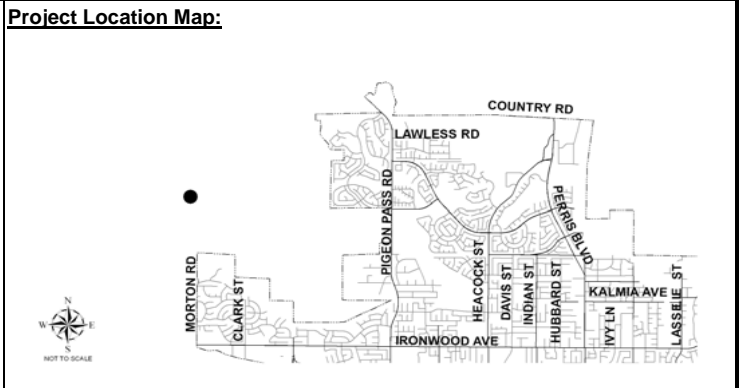 Project Location Map:
COUNTRY RD
LAWLESS RD
PIGEON PASS RD
PERRIS BLVD
MORTON RD
CLARK ST
HEACOCK ST
DAVIS ST
INDIAN ST
HUBBARD ST
KALMIA AVE
IVY LN
LASSEIE ST
IRONWOOD AVE
N
W
E
S
NOT TO SCALE